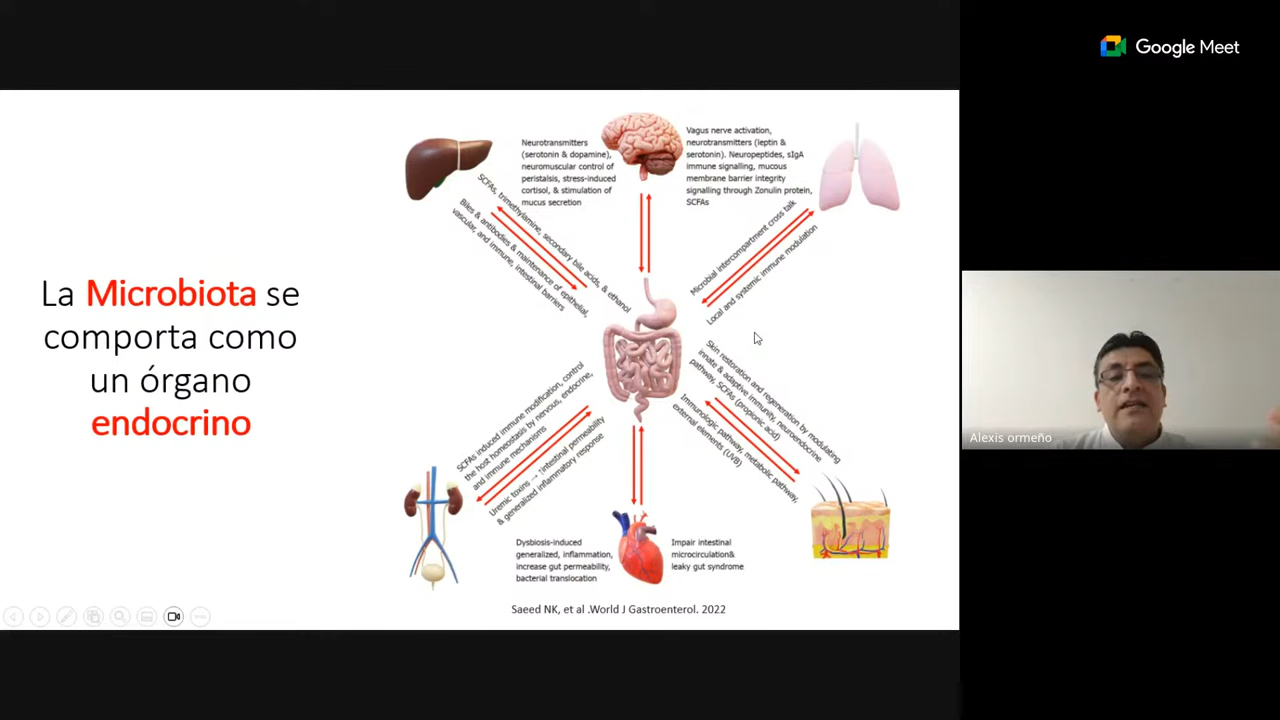 Google Meet
La Microbiota se
comporta como
un órgano
endocrino
Neurotransmitters
(serotonin & dopamine),
neuromuscular control of
peristalsis, stress-induced
cortisol, & stimulation of
mucus secretion
Vagus nerve activation,
neurotransmitters (leptin &
serotonin). Neuropeptides, sIgA
immune signalling, mucous
membrane barrier integrity
signalling through Zonulin protein,
SCFAs
SCFAs, trimethylamine, secondary bile acids, & ethanol
Biles & antibodies & maintenance of epithelial,
vascular, and immune, intestinal barriers
Microbial intercompartment cross talk
Local and systemic immune modulation
SCFAs induced immune modification, control
the host homeostasis by nervous, endocrine,
and immune mechanisms
Uremic toxins → ↑intestinal permeability
& generalized inflammatory response
Skin restoration and regeneration by modulating
innate & adaptive immunity, neuroendocrine
pathway, SCFAs (propionic acid)
Immunologic pathway, metabolic pathway,
external elements (UVB)
Dysbiosis-induced
generalized, inflammation,
increase gut permeability,
bacterial translocation
Impair intestinal
microcirculation&
leaky gut syndrome
Saeed NK, et al .World J Gastroenterol. 2022
Alexis ormeño